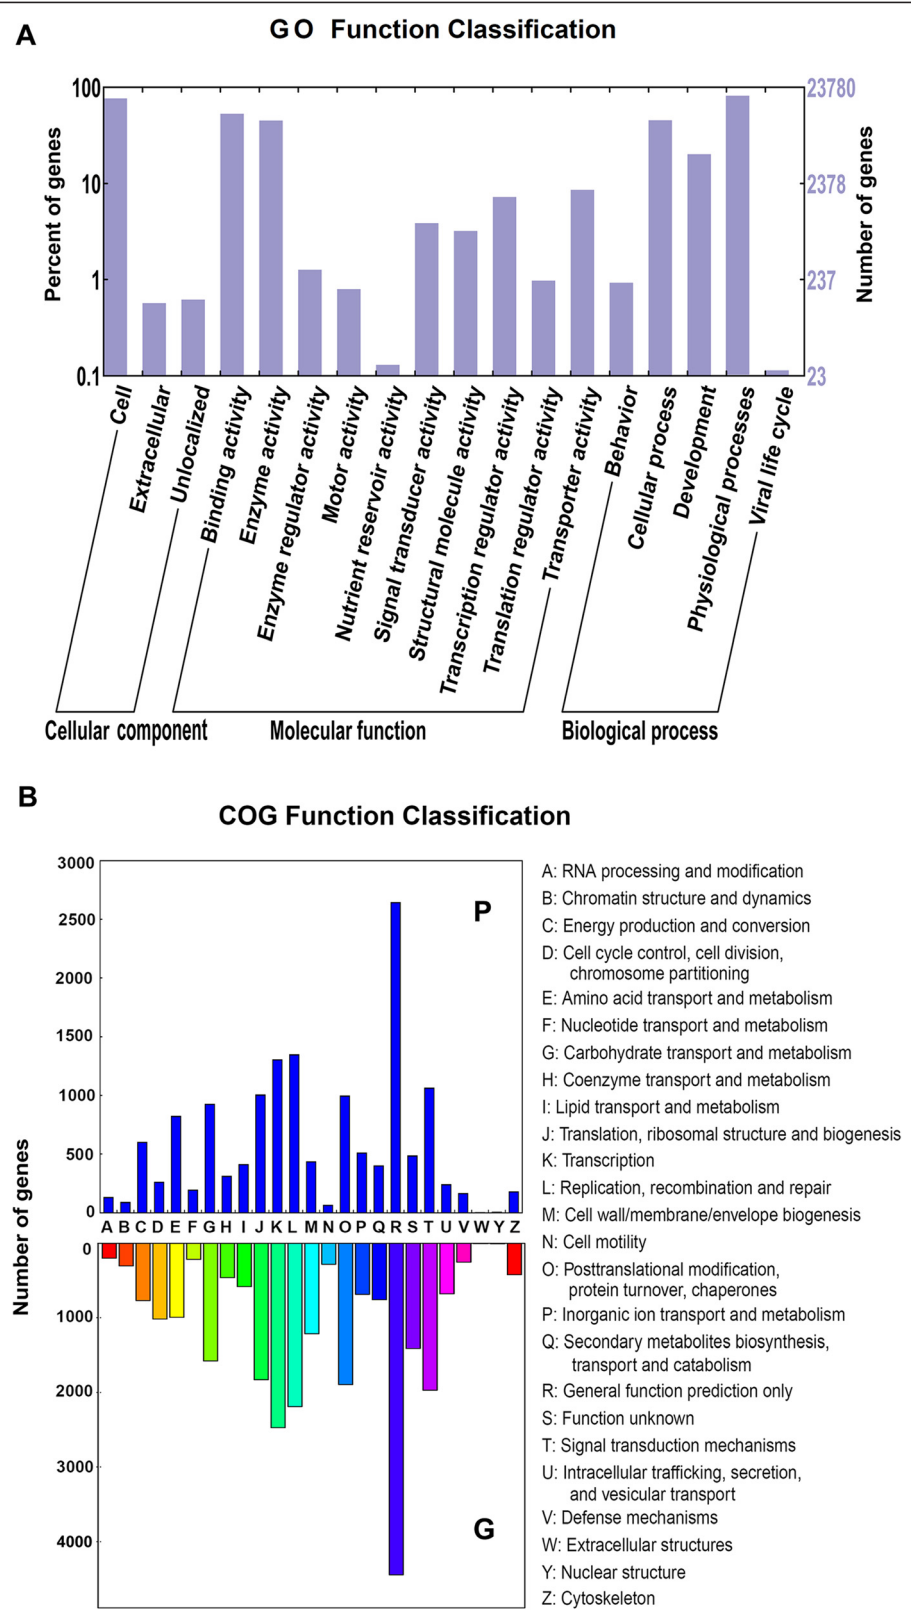 A
GO Function Classification
100
10
1
0.1
Percent of genes
23780
2378
237
23
Number of genes
Cell
Extracellular
Unlocalized
Binding activity
Enzyme activity
Enzyme regulator activity
Motor activity
Nutrient reservoir activity
Signal transducer activity
Structural molecule activity
Transcription regulator activity
Translation regulator activity
Transporter activity
Behavior
Cellular process
Development
Physiological processes
Viral life cycle
Cellular component
Molecular function
Biological process
B
COG Function Classification
3000
2500
2000
1500
1000
500
0
P
A B C D E F G H I J K L M N O P Q R S T U V W Y Z
0
1000
2000
3000
4000
G
Number of genes
A: RNA processing and modification
B: Chromatin structure and dynamics
C: Energy production and conversion
D: Cell cycle control, cell division,
chromosome partitioning
E: Amino acid transport and metabolism
F: Nucleotide transport and metabolism
G: Carbohydrate transport and metabolism
H: Coenzyme transport and metabolism
I: Lipid transport and metabolism
J: Translation, ribosomal structure and biogenesis
K: Transcription
L: Replication, recombination and repair
M: Cell wall/membrane/envelope biogenesis
N: Cell motility
O: Posttranslational modification,
protein turnover, chaperones
P: Inorganic ion transport and metabolism
Q: Secondary metabolites biosynthesis,
transport and catabolism
R: General function prediction only
S: Function unknown
T: Signal transduction mechanisms
U: Intracellular trafficking, secretion,
and vesicular transport
V: Defense mechanisms
W: Extracellular structures
Y: Nuclear structure
Z: Cytoskeleton